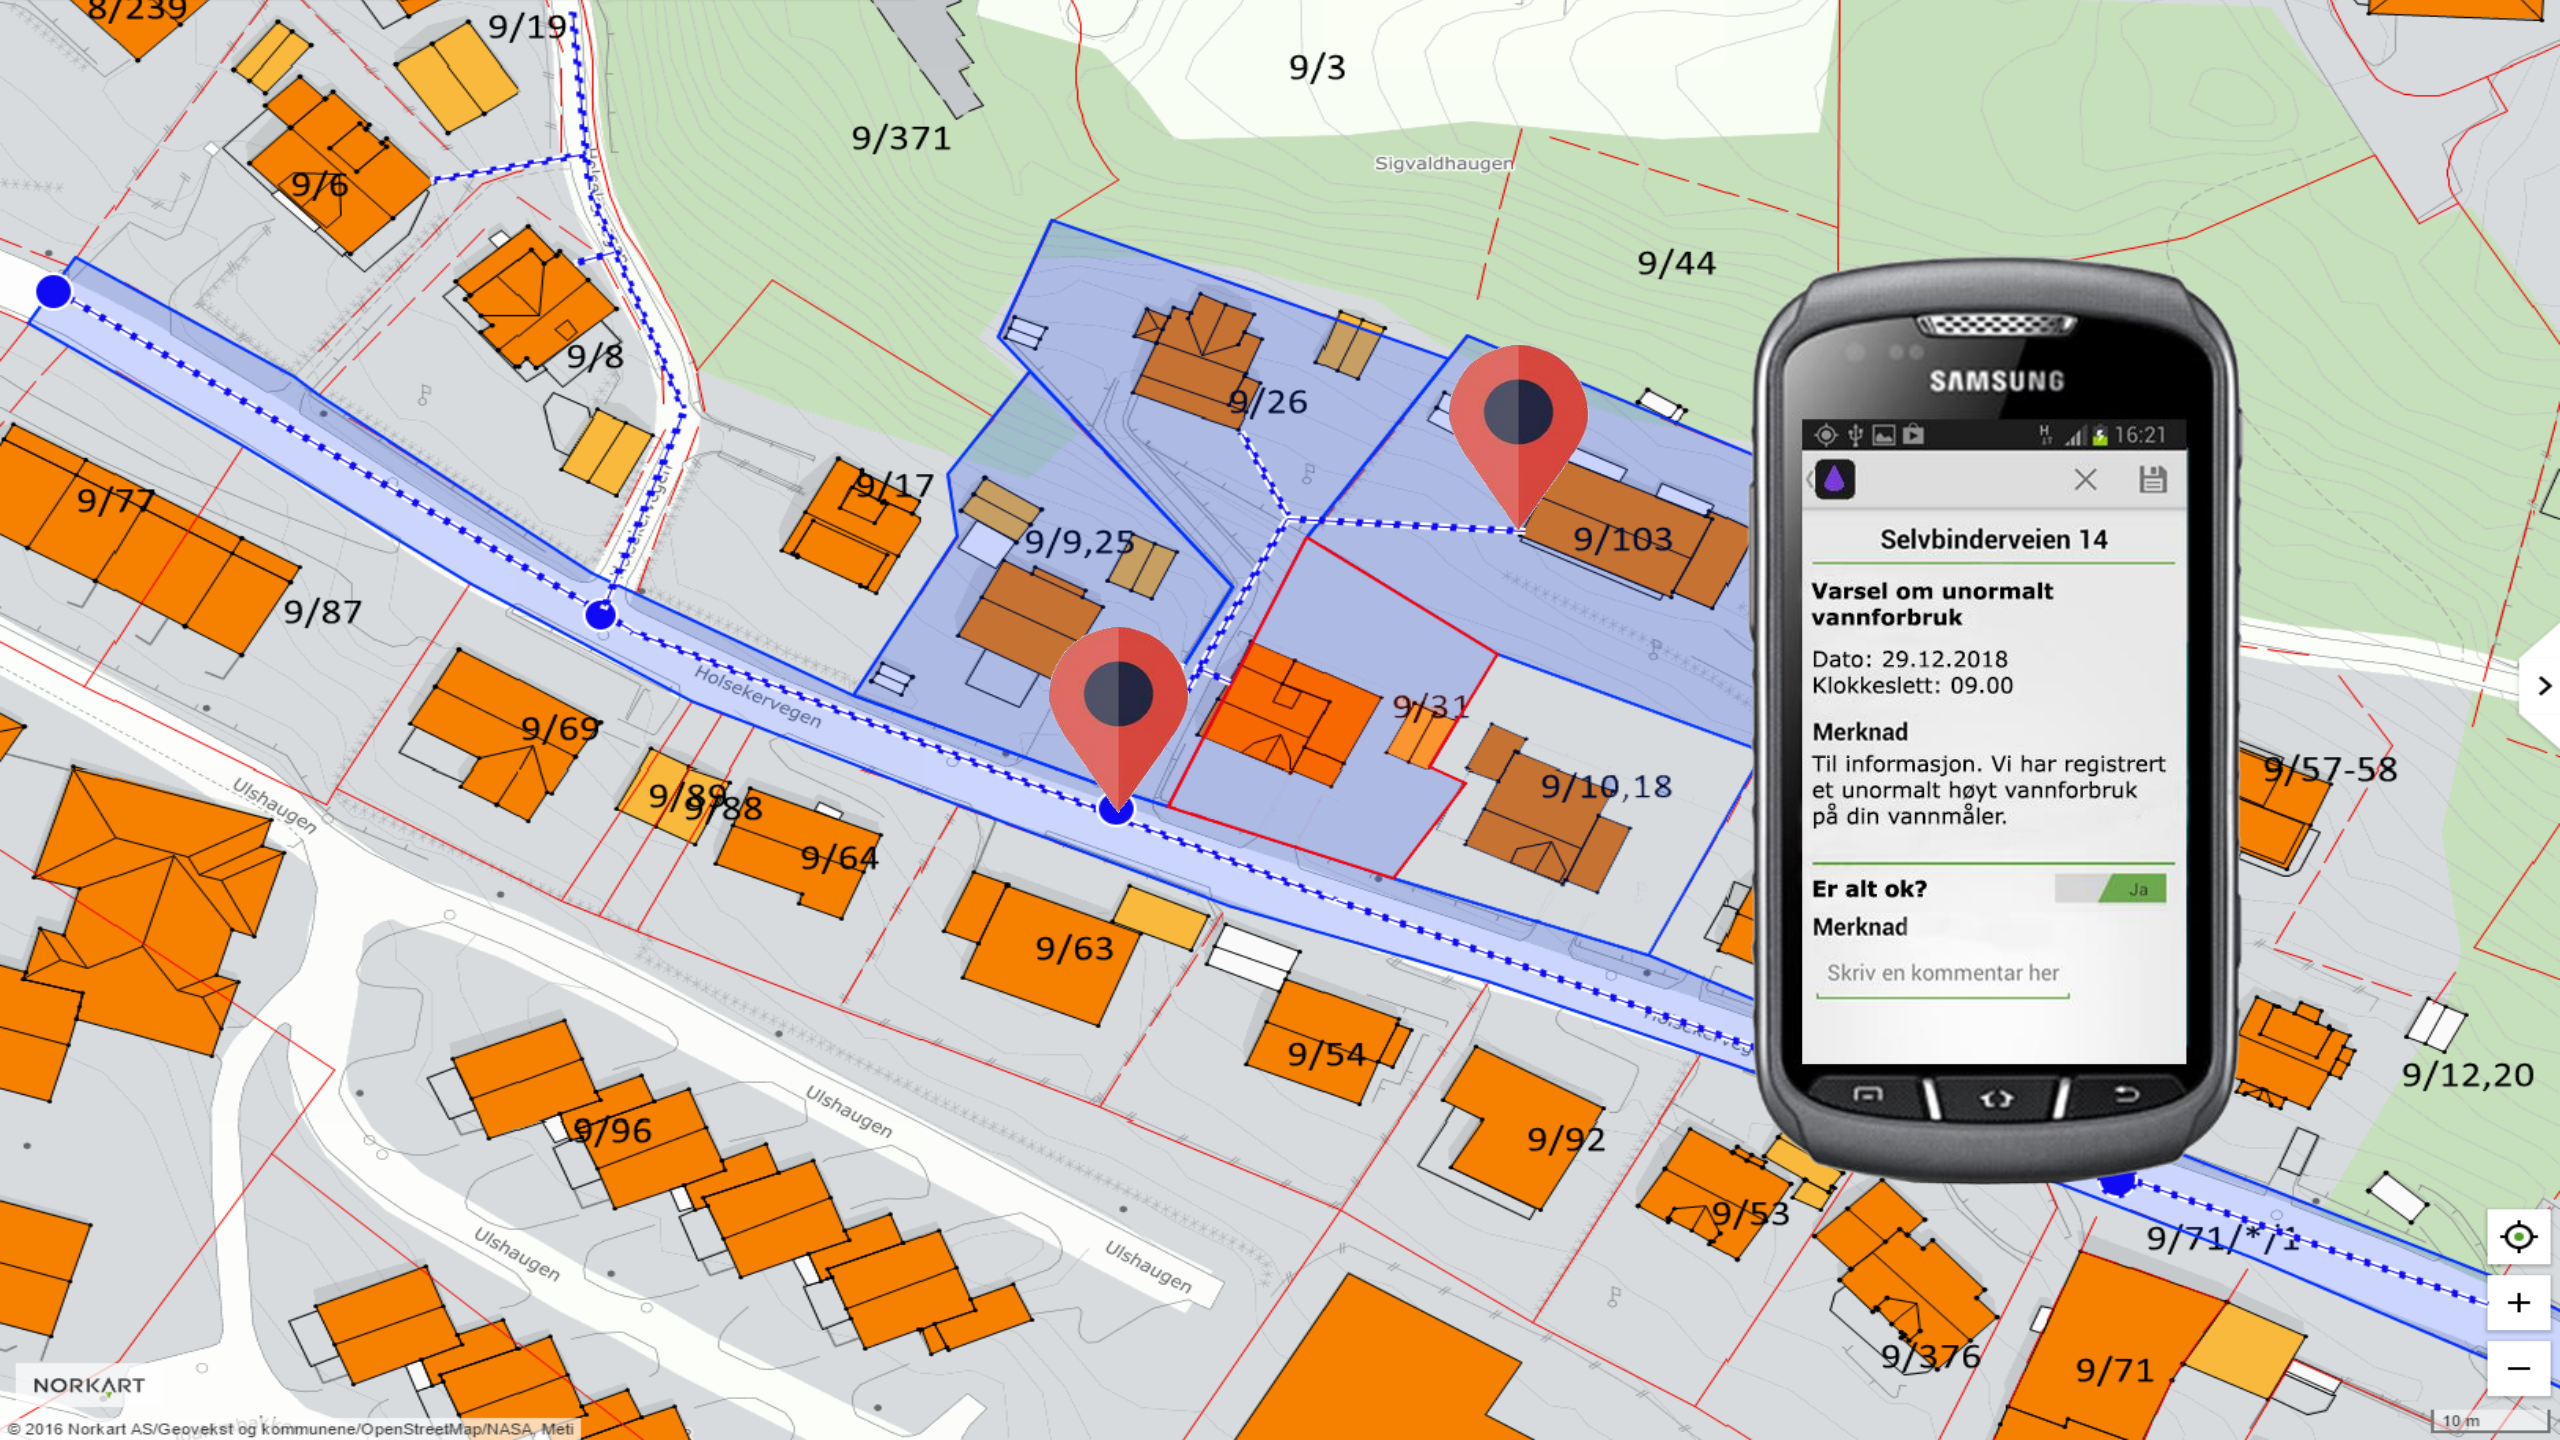 8/239
9/19
9/3
9/371
Sigvaldhaugen
9/6
9/44
9/8
9/26
9/77
9/17
9/9,25
9/103
9/87
Holsekervegen
9/31
9/69
9/10,18
9/57-58
Ulshaugen
9/89
9/88
9/64
9/63
9/54
9/12,20
Ulshaugen
9/96
9/92
9/53
Ulshaugen
Ulshaugen
9/71/*/1
9/376
9/71
SAMSUNG
16:21
Selvbinderveien 14
Varsel om unormalt
vannforbruk
Dato: 29.12.2018
Klokkeslett: 09.00
Merknad
Til informasjon. Vi har registrert
et unormalt høyt vannforbruk
på din vannmåler.
Er alt ok?
Ja
Merknad
Skriv en kommentar her
NORKART
© 2016 Norkart AS/Geovekst og kommunene/OpenStreetMap/NASA, Meti
10 m